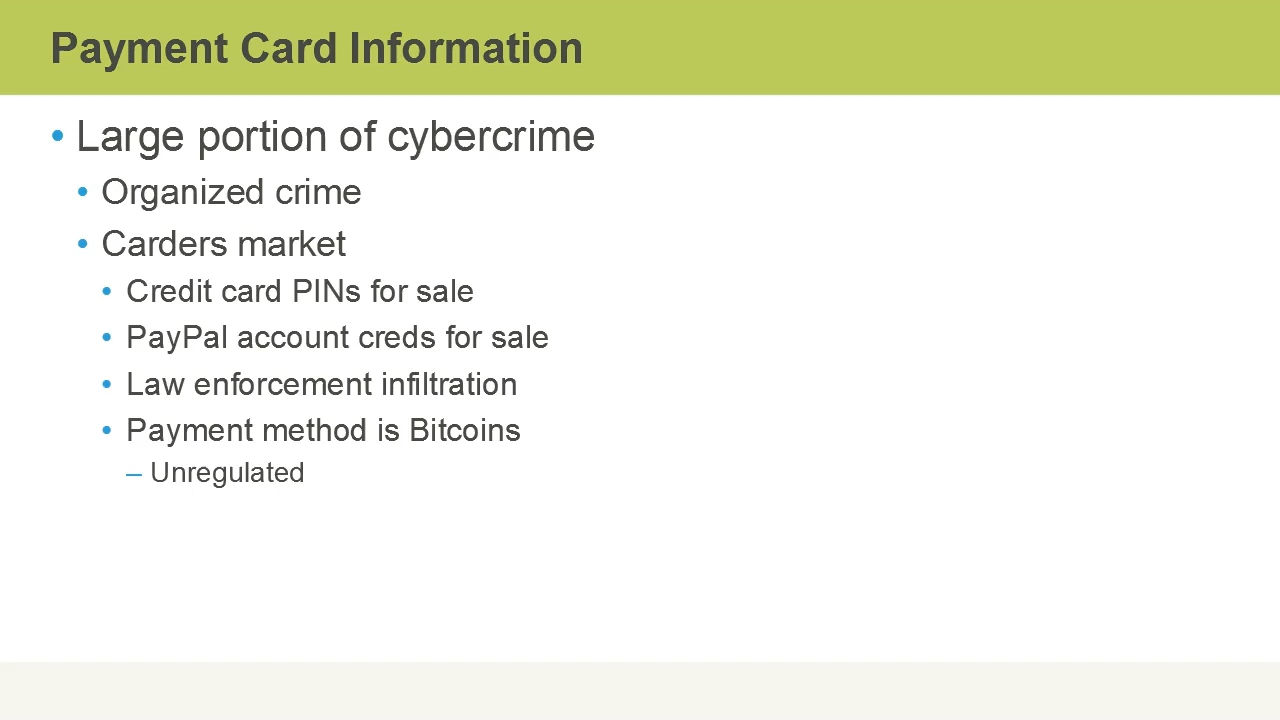 Payment Card Information
• Large portion of cybercrime
• Organized crime
• Carders market
• Credit card PINs for sale
• PayPal account creds for sale
• Law enforcement infiltration
• Payment method is Bitcoins
– Unregulated